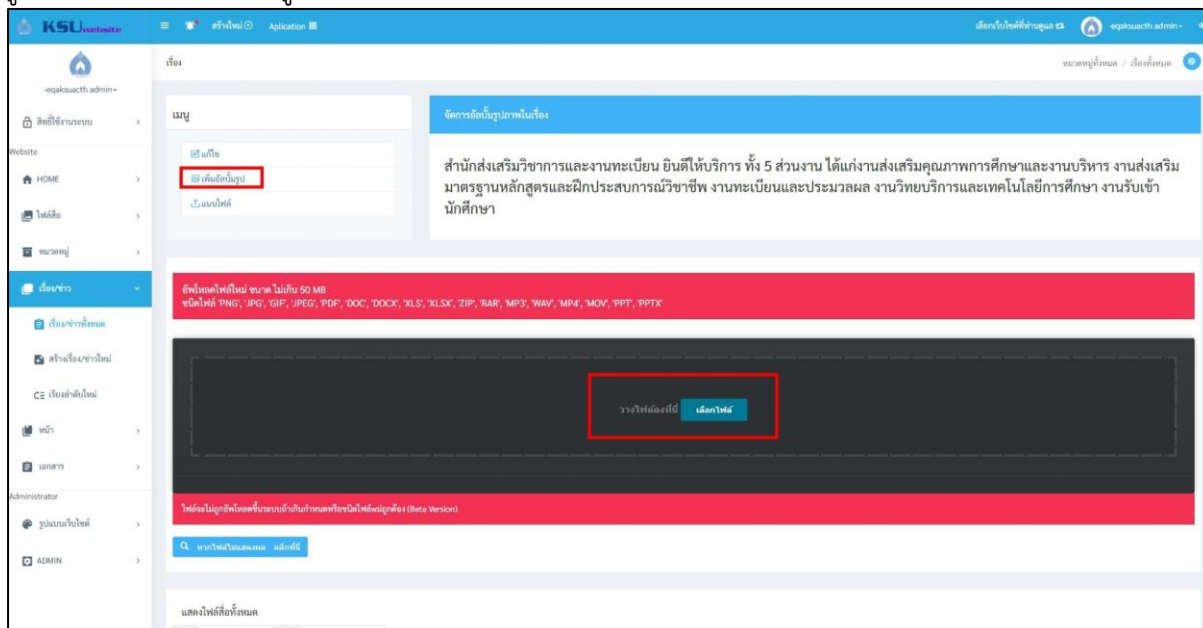 KSUwebsite
สร้างใหม่ Aplication
เลือกเว็บไซต์ที่ท่านดูแล
-eqaksuacth admin-
-eqaksuacth admin-
เรื่อง
หมวดหมู่ทั้งหมด / เรื่องทั้งหมด
สิทธิ์ใช้งานระบบ
Website
HOME
ไฟล์สื่อ
หมวดหมู่
เรื่อง/ข่าว
เรื่อง/ข่าวทั้งหมด
สร้างเรื่อง/ข่าวใหม่
เรียงลำดับใหม่
หน้า
เอกสาร
Administrator
รูปแบบเว็บไซต์
ADMIN
เมนู
แก้ไข
เพิ่มอัลบั้มรูป
แนบไฟล์
จัดการอัลบั้มรูปภาพในเรื่อง
สำนักส่งเสริมวิชาการและงานทะเบียน ยินดีให้บริการ ทั้ง 5 ส่วนงาน ได้แก่งานส่งเสริมคุณภาพการศึกษาและงานบริหาร งานส่งเสริม
มาตรฐานหลักสูตรและฝึกประสบการณ์วิชาชีพ งานทะเบียนและประมวลผล งานวิทยบริการและเทคโนโลยีการศึกษา งานรับเข้า
นักศึกษา
อัพโหลดไฟล์ใหม่ ขนาด ไม่เกิน 50 MB
ชนิดไฟล์ 'PNG', 'JPG', 'GIF', 'JPEG', 'PDF', 'DOC', 'DOCX', 'XLS', 'XLSX', 'ZIP', 'RAR', 'MP3', 'WAV', 'MP4', 'MOV', 'PPT', 'PPTX'
วางไฟล์ลงที่นี่ เลือกไฟล์
ไฟล์จะไม่ถูกอัพโหลดขึ้นระบบถ้าเกินกำหนดหรือชนิดไฟล์ไม่ถูกต้อง (Beta Version)
หากไฟล์ไม่แสดงผล คลิกที่นี่
แสดงไฟล์สื่อทั้งหมด